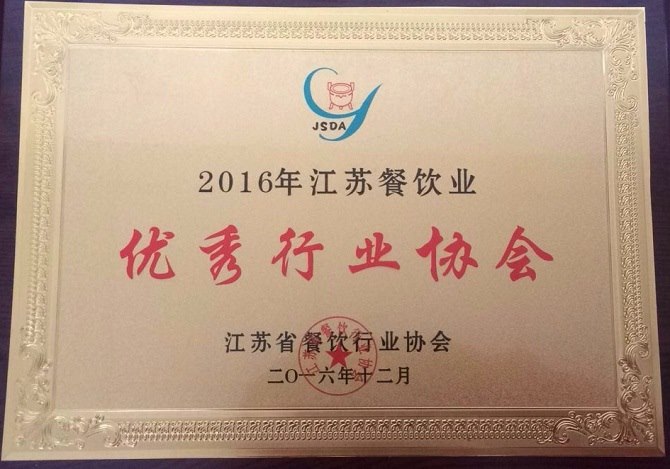 JSDA
2016年江苏餐饮业
优秀行业协会
江苏省餐饮行业协会
二〇一六年十二月